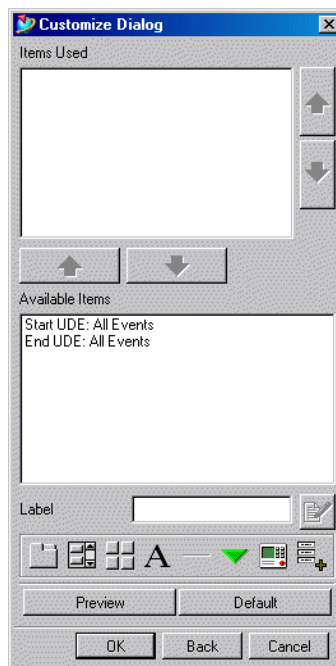 Customize Dialog
Items Used
Available Items
Start UDE: All Events
End UDE: All Events
Label
A
Preview
Default
OK
Back
Cancel